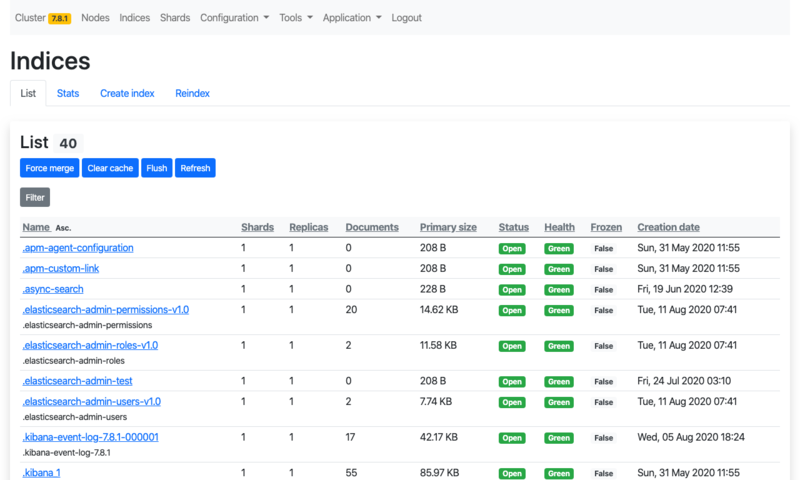 Cluster 7.8.1 Nodes Indices Shards Configuration Tools Application Logout
Indices
List Stats Create index Reindex
List 40
Force merge Clear cache Flush Refresh
Filter
Name Asc. Shards Replicas Documents Primary size Status Health Frozen Creation date
.apm-agent-configuration 1 1 0 208 B Open Green False Sun, 31 May 2020 11:55
.apm-custom-link 1 1 0 208 B Open Green False Sun, 31 May 2020 11:55
.async-search 1 1 0 228 B Open Green False Fri, 19 Jun 2020 12:39
.elasticsearch-admin-permissions-v1.0 1 1 20 14.62 KB Open Green False Tue, 11 Aug 2020 07:41
.elasticsearch-admin-permissions
.elasticsearch-admin-roles-v1.0 1 1 2 11.58 KB Open Green False Tue, 11 Aug 2020 07:41
.elasticsearch-admin-roles
.elasticsearch-admin-test 1 1 0 208 B Open Green False Fri, 24 Jul 2020 03:10
.elasticsearch-admin-users-v1.0 1 1 2 7.74 KB Open Green False Tue, 11 Aug 2020 07:41
.elasticsearch-admin-users
.kibana-event-log-7.8.1-000001 1 1 17 42.17 KB Open Green False Wed, 05 Aug 2020 18:24
.kibana-event-log-7.8.1
.kibana_1 1 1 55 85.97 KB Open Green False Sun, 31 May 2020 11:55